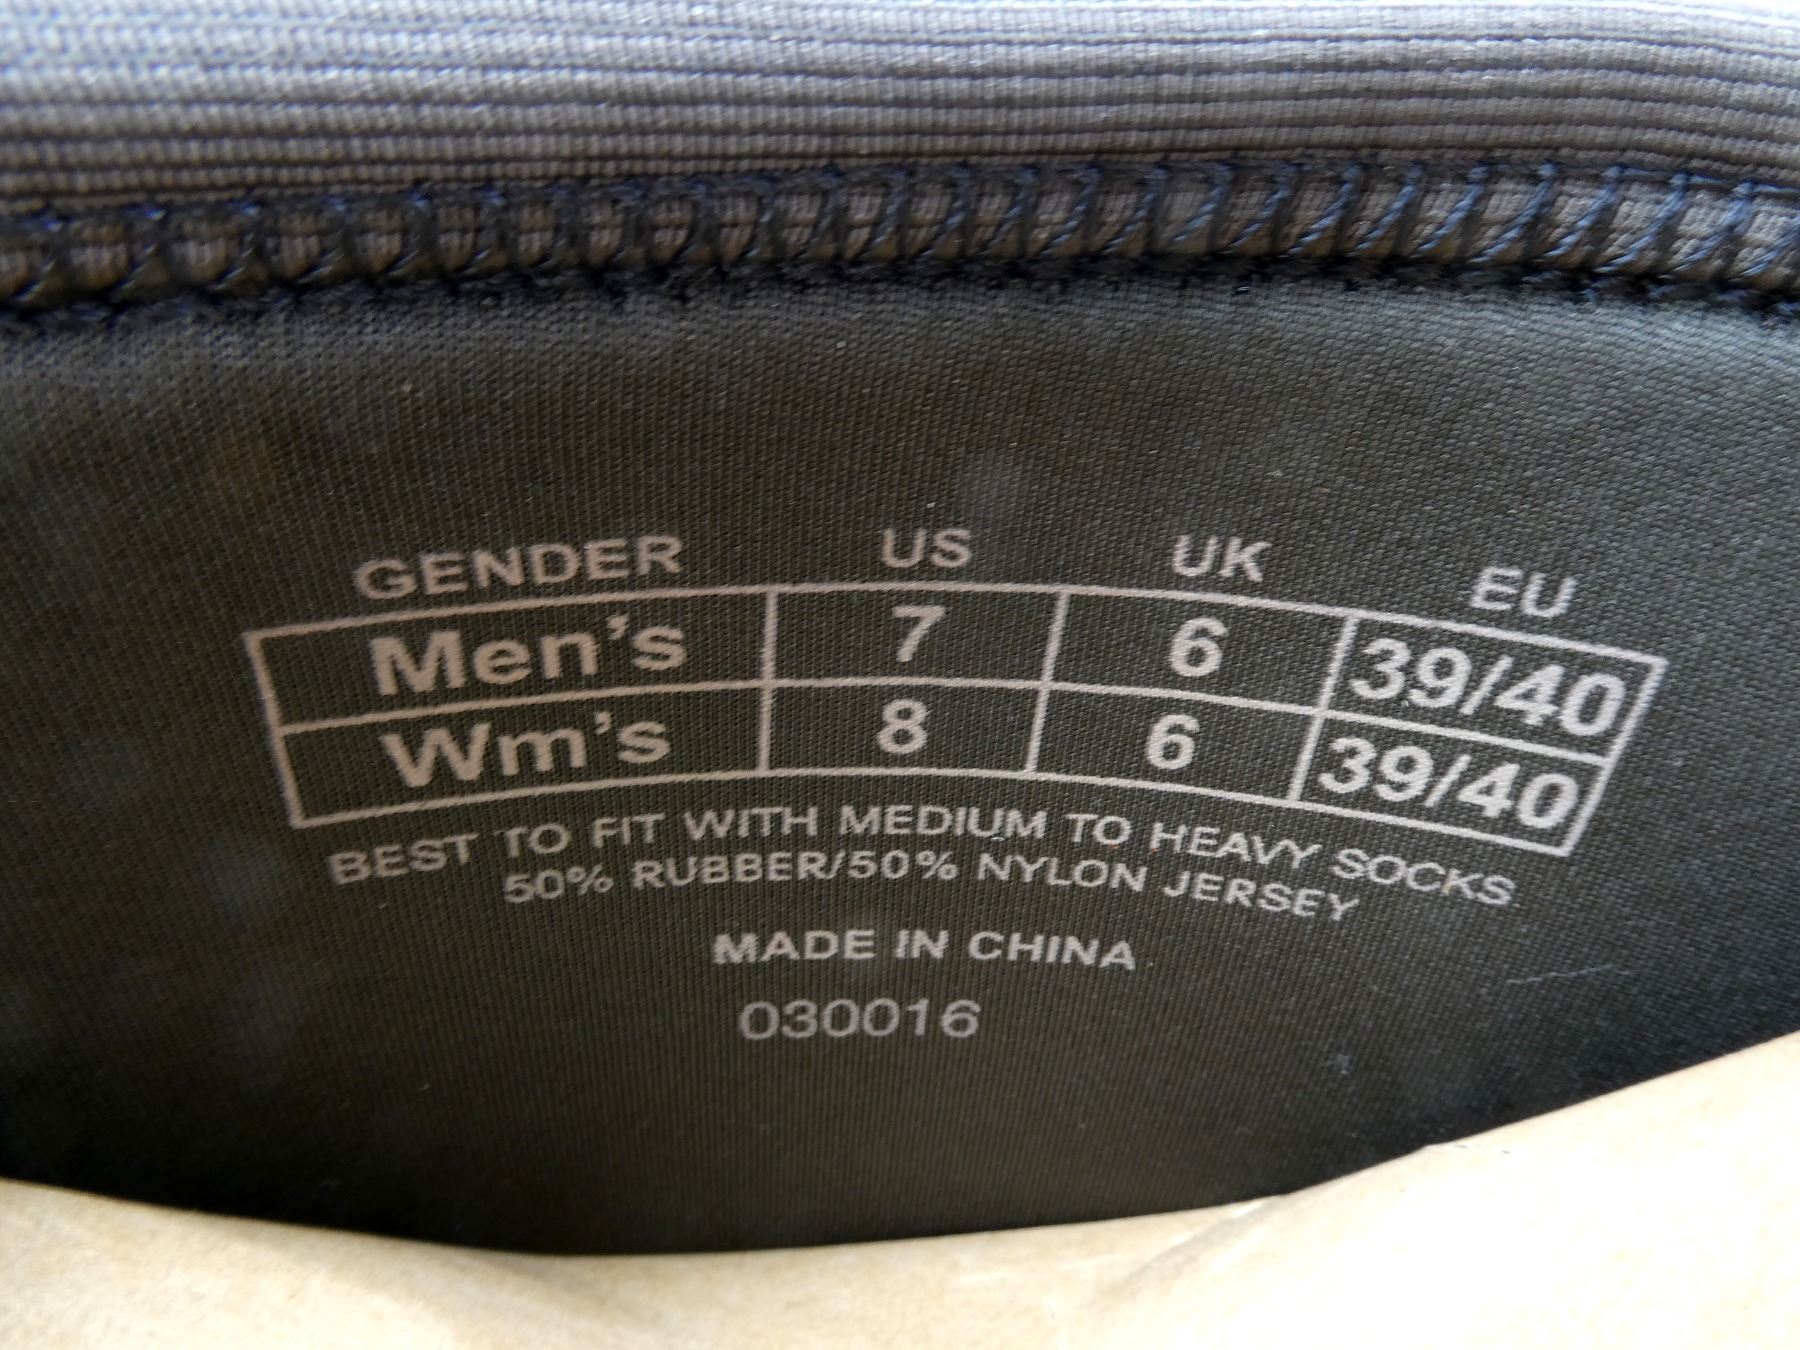 GENDER US UK EU
Men's 7 6 39/40
Wm's 8 6 39/40
BEST TO FIT WITH MEDIUM TO HEAVY SOCKS
50% RUBBER/50% NYLON JERSEY
MADE IN CHINA
030016